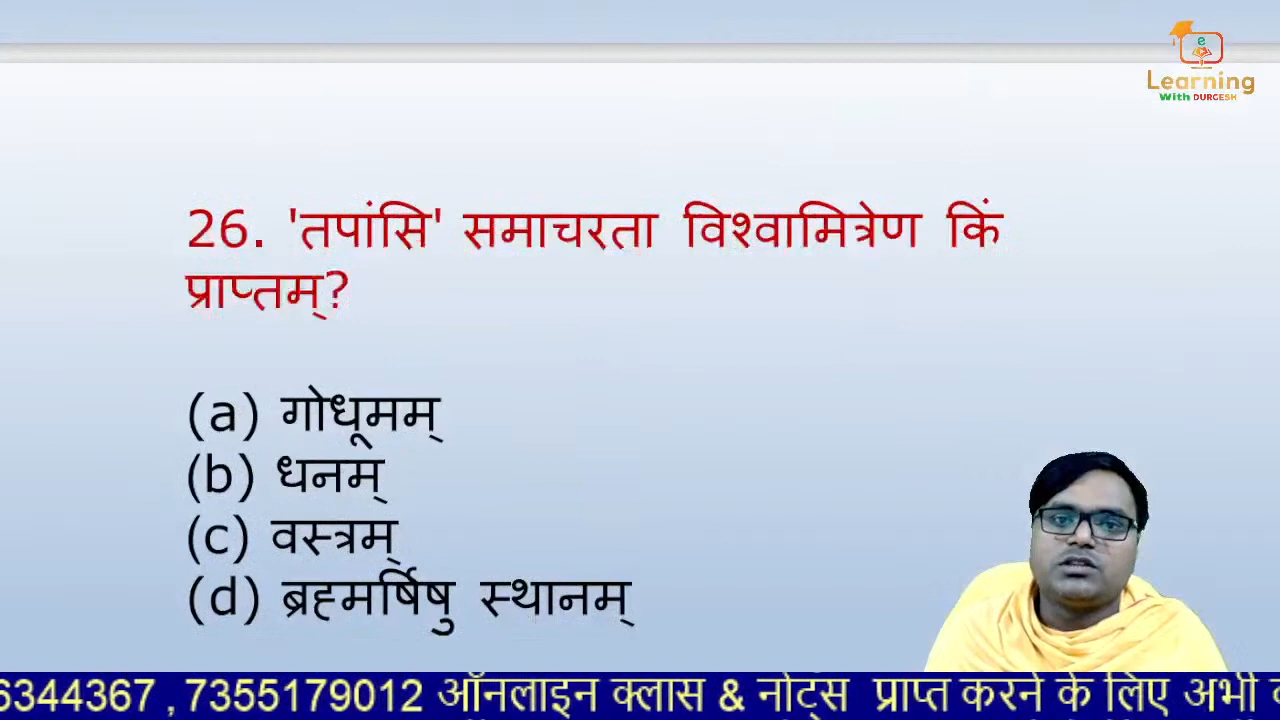 e
Learning
With DURGESH
26. 'तपांसि' समाचरता विश्वामित्रेण किं
प्राप्तम्?
(a) गोधूमम्
(b) धनम्
(c) वस्त्रम्
(d) ब्रह्मर्षिषु स्थानम्
6344367 , 7355179012 ऑनलाइन क्लास & नोट्स प्राप्त करने के लिए अभी